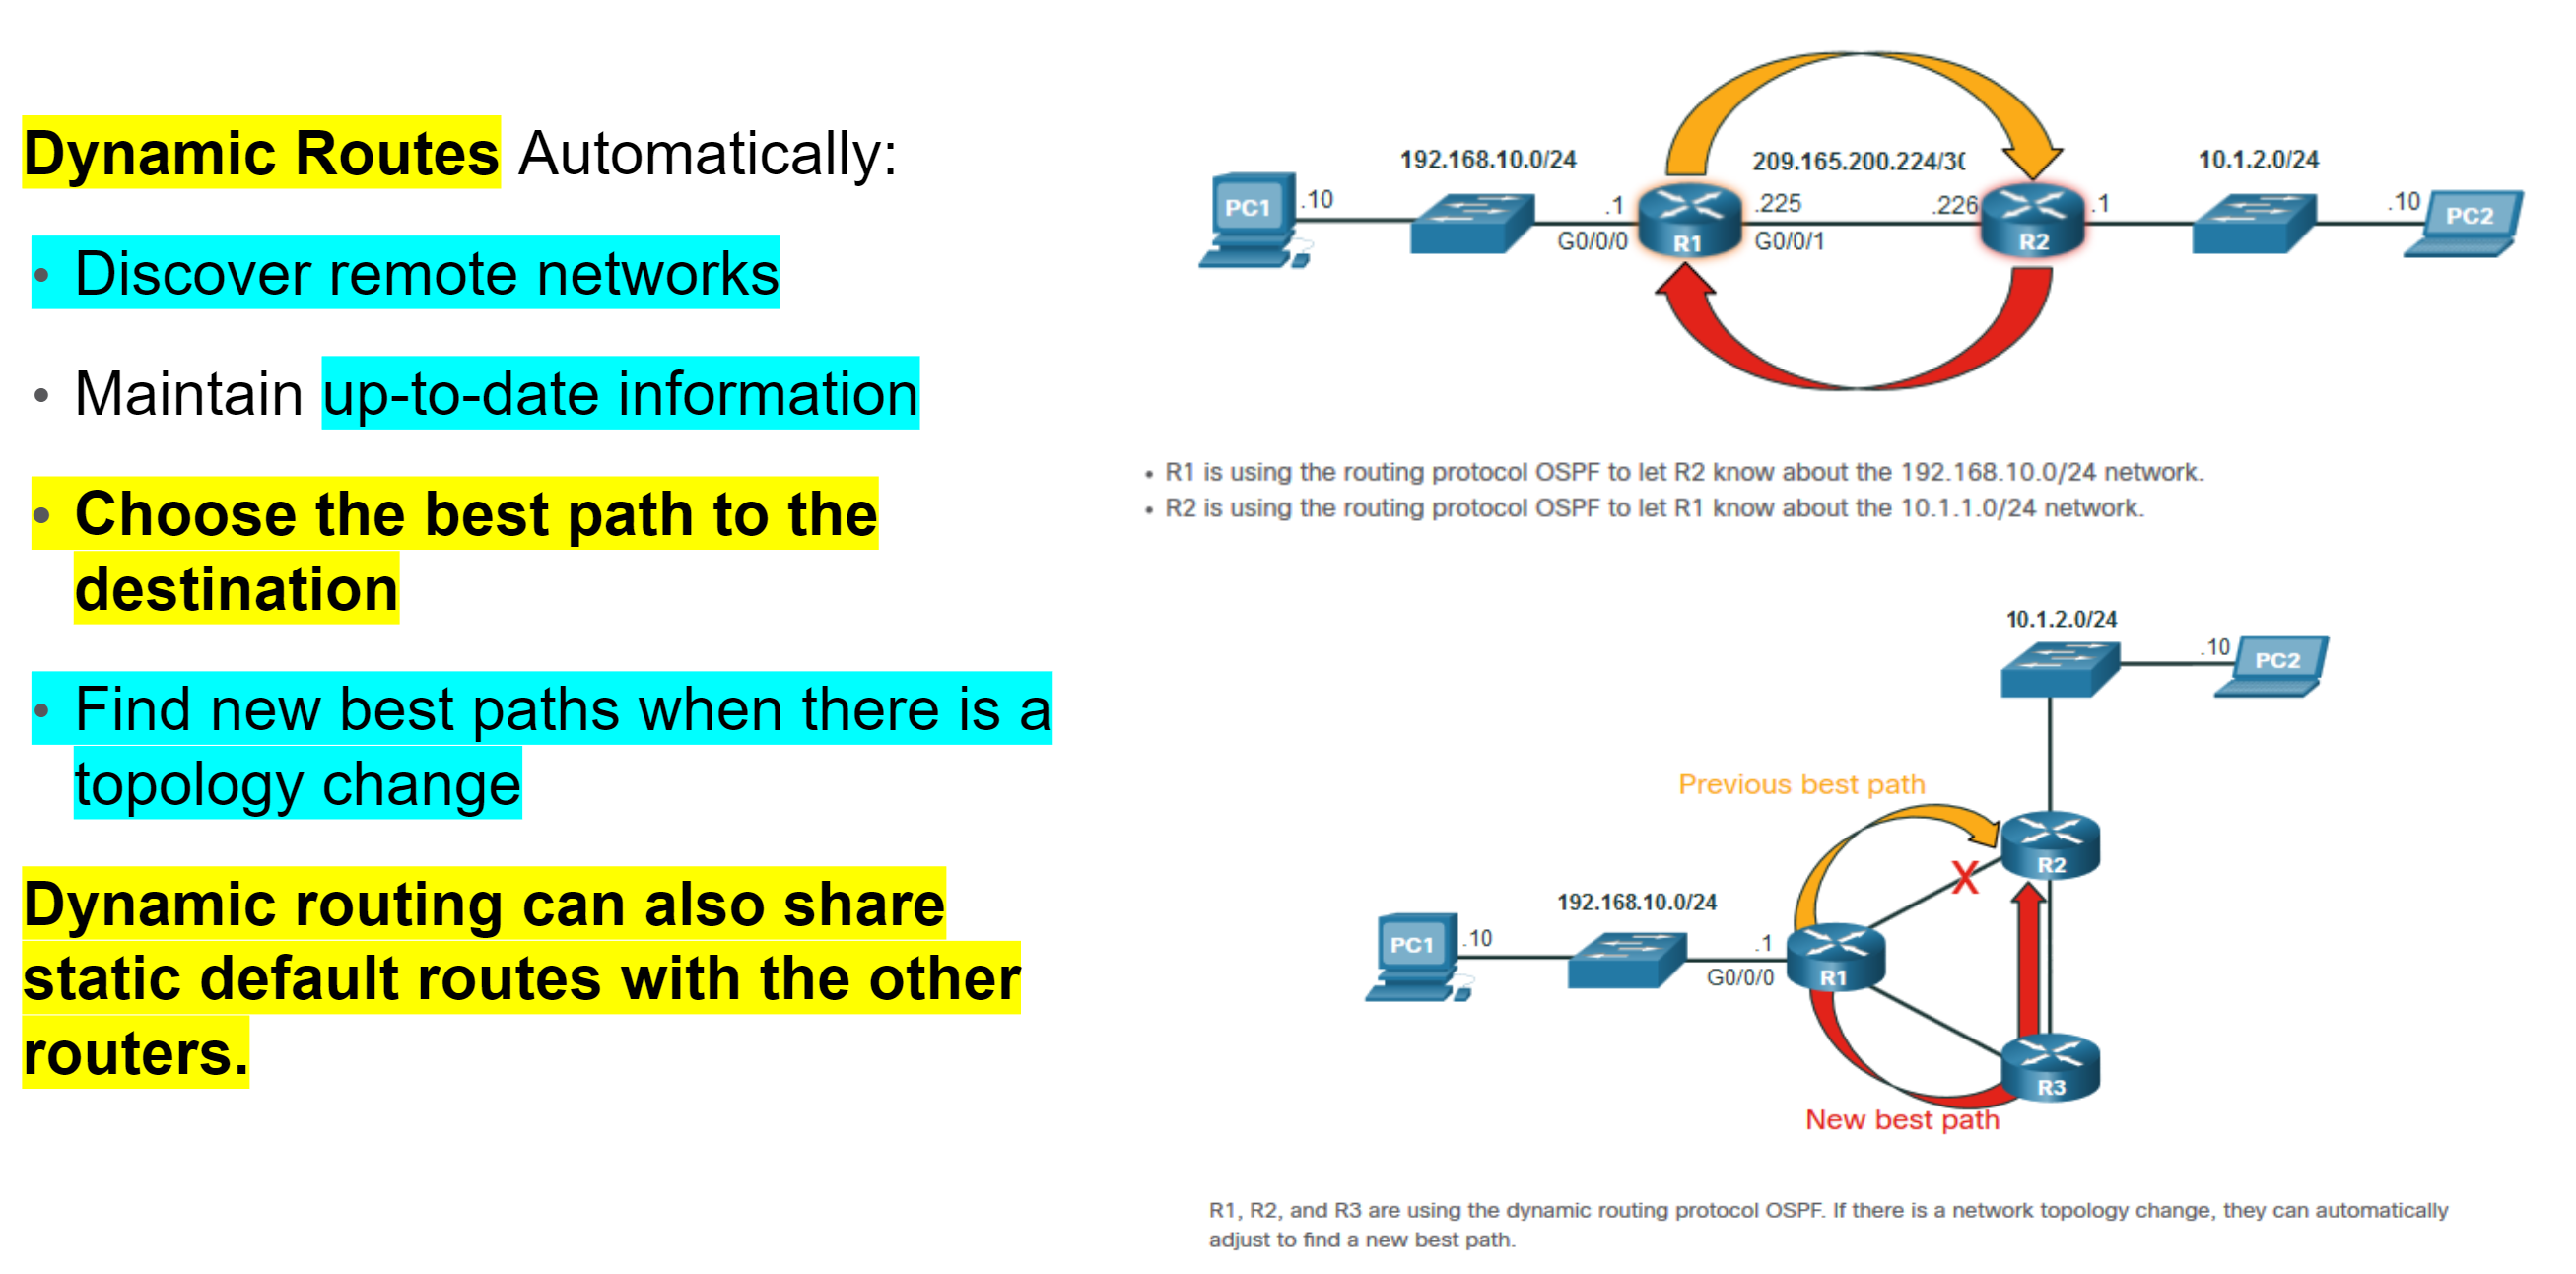 Dynamic Routes Automatically:
• Discover remote networks
• Maintain up-to-date information
• Choose the best path to the
destination
• Find new best paths when there is a
topology change
Dynamic routing can also share
static default routes with the other
routers.
192.168.10.0/24
209.165.200.224/30
10.1.2.0/24
PC1
.10
.1
G0/0/0
R1
.225
G0/0/1
.226
R2
.1
.10
PC2
• R1 is using the routing protocol OSPF to let R2 know about the 192.168.10.0/24 network.
• R2 is using the routing protocol OSPF to let R1 know about the 10.1.1.0/24 network.
10.1.2.0/24
.10
PC2
Previous best path
R2
X
192.168.10.0/24
PC1
.10
.1
G0/0/0
R1
R3
New best path
R1, R2, and R3 are using the dynamic routing protocol OSPF. If there is a network topology change, they can automatically
adjust to find a new best path.